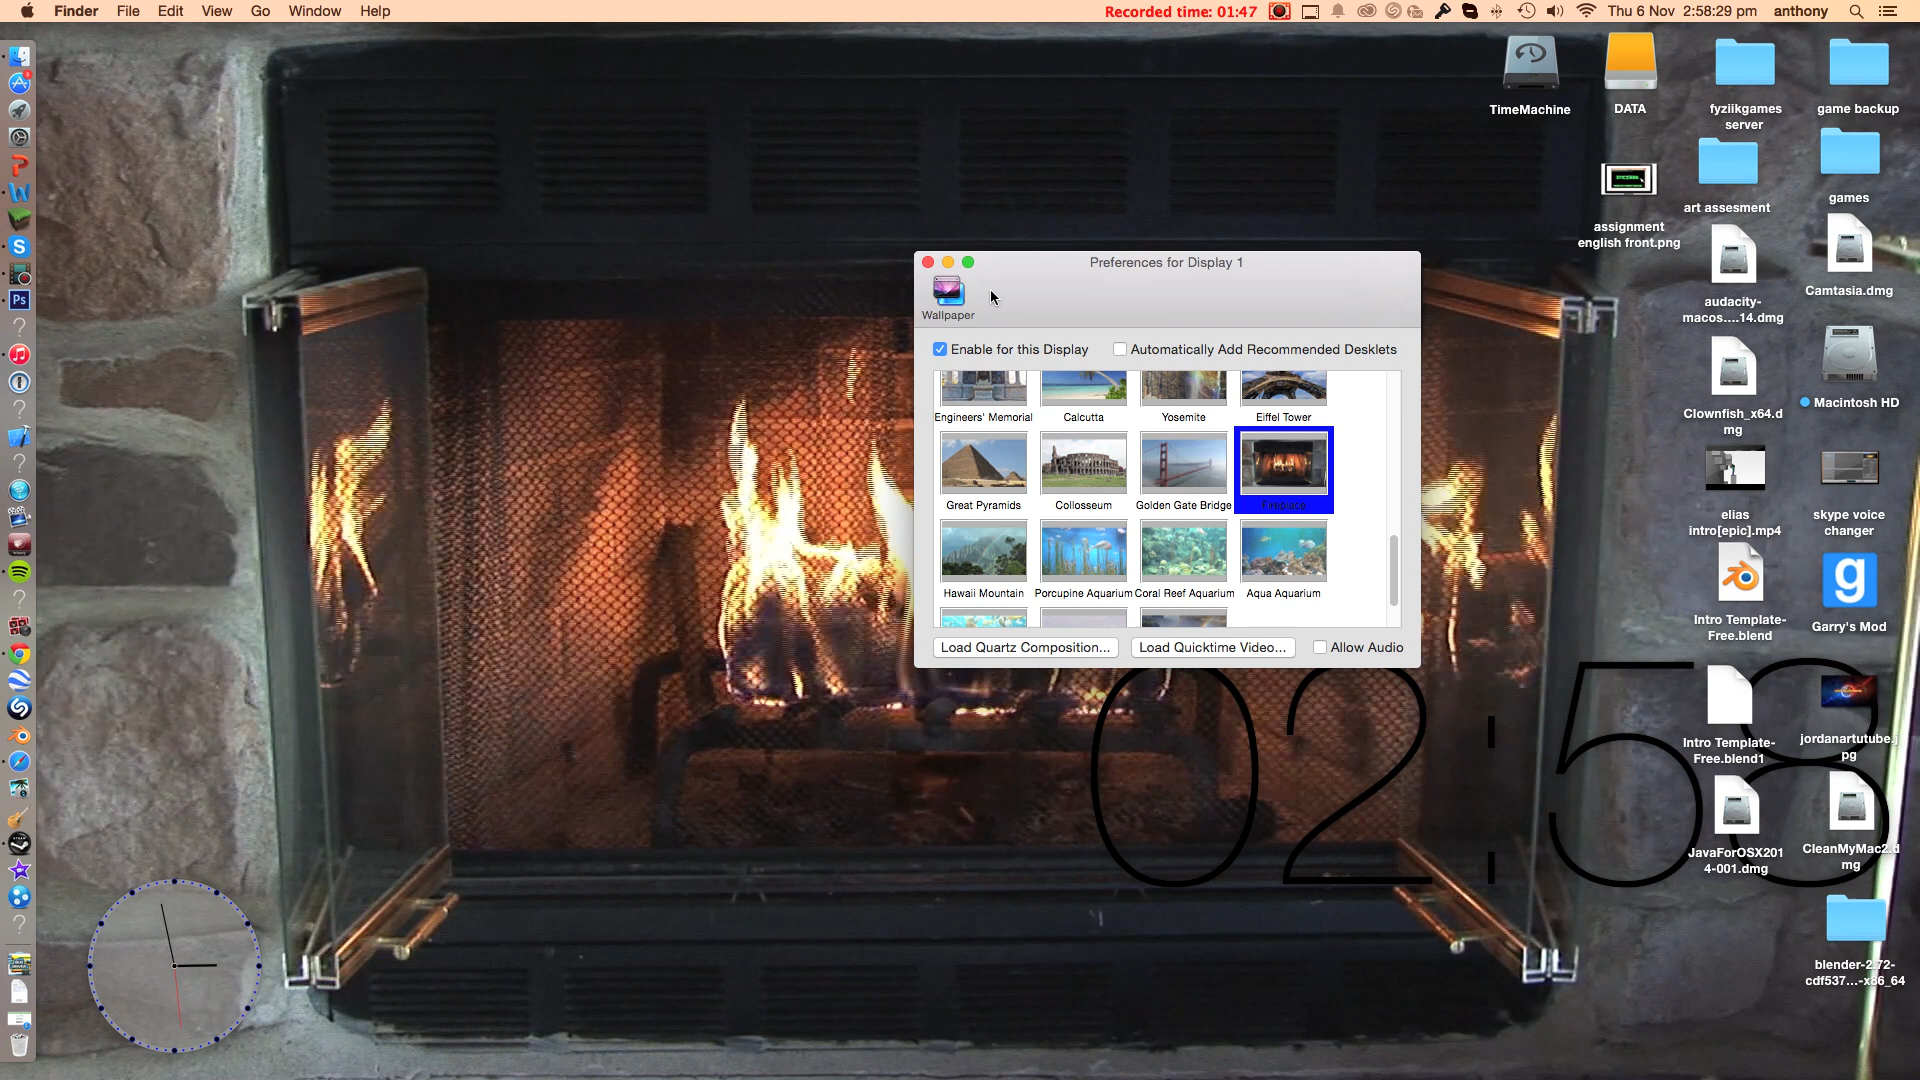 Finder File Edit View Go Window Help
Recorded time: 01:47 Thu 6 Nov 2:58:29 pm anthony
TimeMachine
DATA
fyziikgames
server
game backup
assignment
english front.png
art assesment
games
audacity-
macos....14.dmg
Camtasia.dmg
Clownfish_x64.d
mg
Macintosh HD
elias
intro[epic].mp4
skype voice
changer
Intro Template-
Free.blend
Garry's Mod
Intro Template-
Free.blend1
jordanartutube.j
pg
JavaForOSX201
4-001.dmg
CleanMyMac2.d
mg
blender-2.72-
cdf537...-x86_64
Preferences for Display 1
Wallpaper
Enable for this Display
Automatically Add Recommended Desklets
Engineers' Memorial
Calcutta
Yosemite
Eiffel Tower
Great Pyramids
Collosseum
Golden Gate Bridge
Fireplace
Hawaii Mountain
Porcupine Aquarium
Coral Reef Aquarium
Aqua Aquarium
Load Quartz Composition...
Load Quicktime Video...
Allow Audio
02:58
W
S
Ps
g